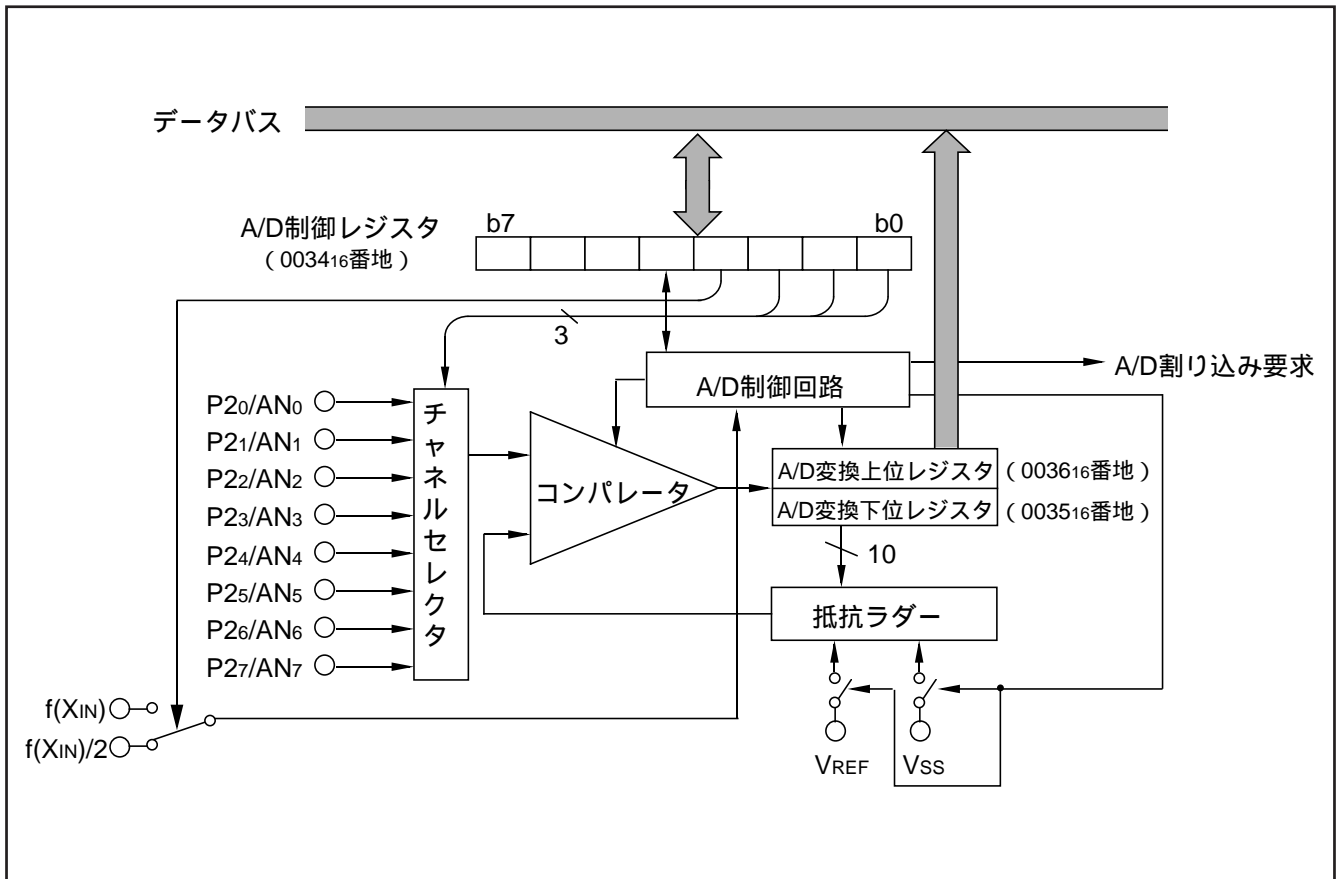 データバス
A/D制御レジスタ
（003416番地）
b7
b0
3
A/D制御回路
A/D割り込み要求
P20/AN0
P21/AN1
P22/AN2
P23/AN3
P24/AN4
P25/AN5
P26/AN6
P27/AN7
チャネルセレクタ
コンパレータ
A/D変換上位レジスタ（003616番地）
A/D変換下位レジスタ（003516番地）
10
抵抗ラダー
f(XIN)
f(XIN)/2
VREF
VSS